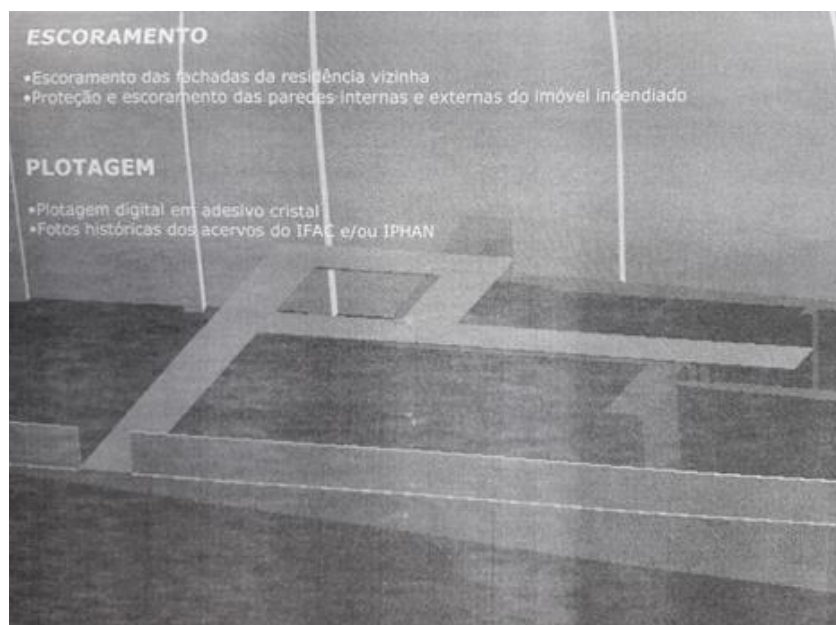 ESCORAMENTO
•Escoramento das fachadas da residência vizinha
•Proteção e escoramento das paredes internas e externas do imóvel incendiado
PLOTAGEM
•Plotagem digital em adesivo cristal
•Fotos históricas dos acervos do IFAC e/ou IPHAN